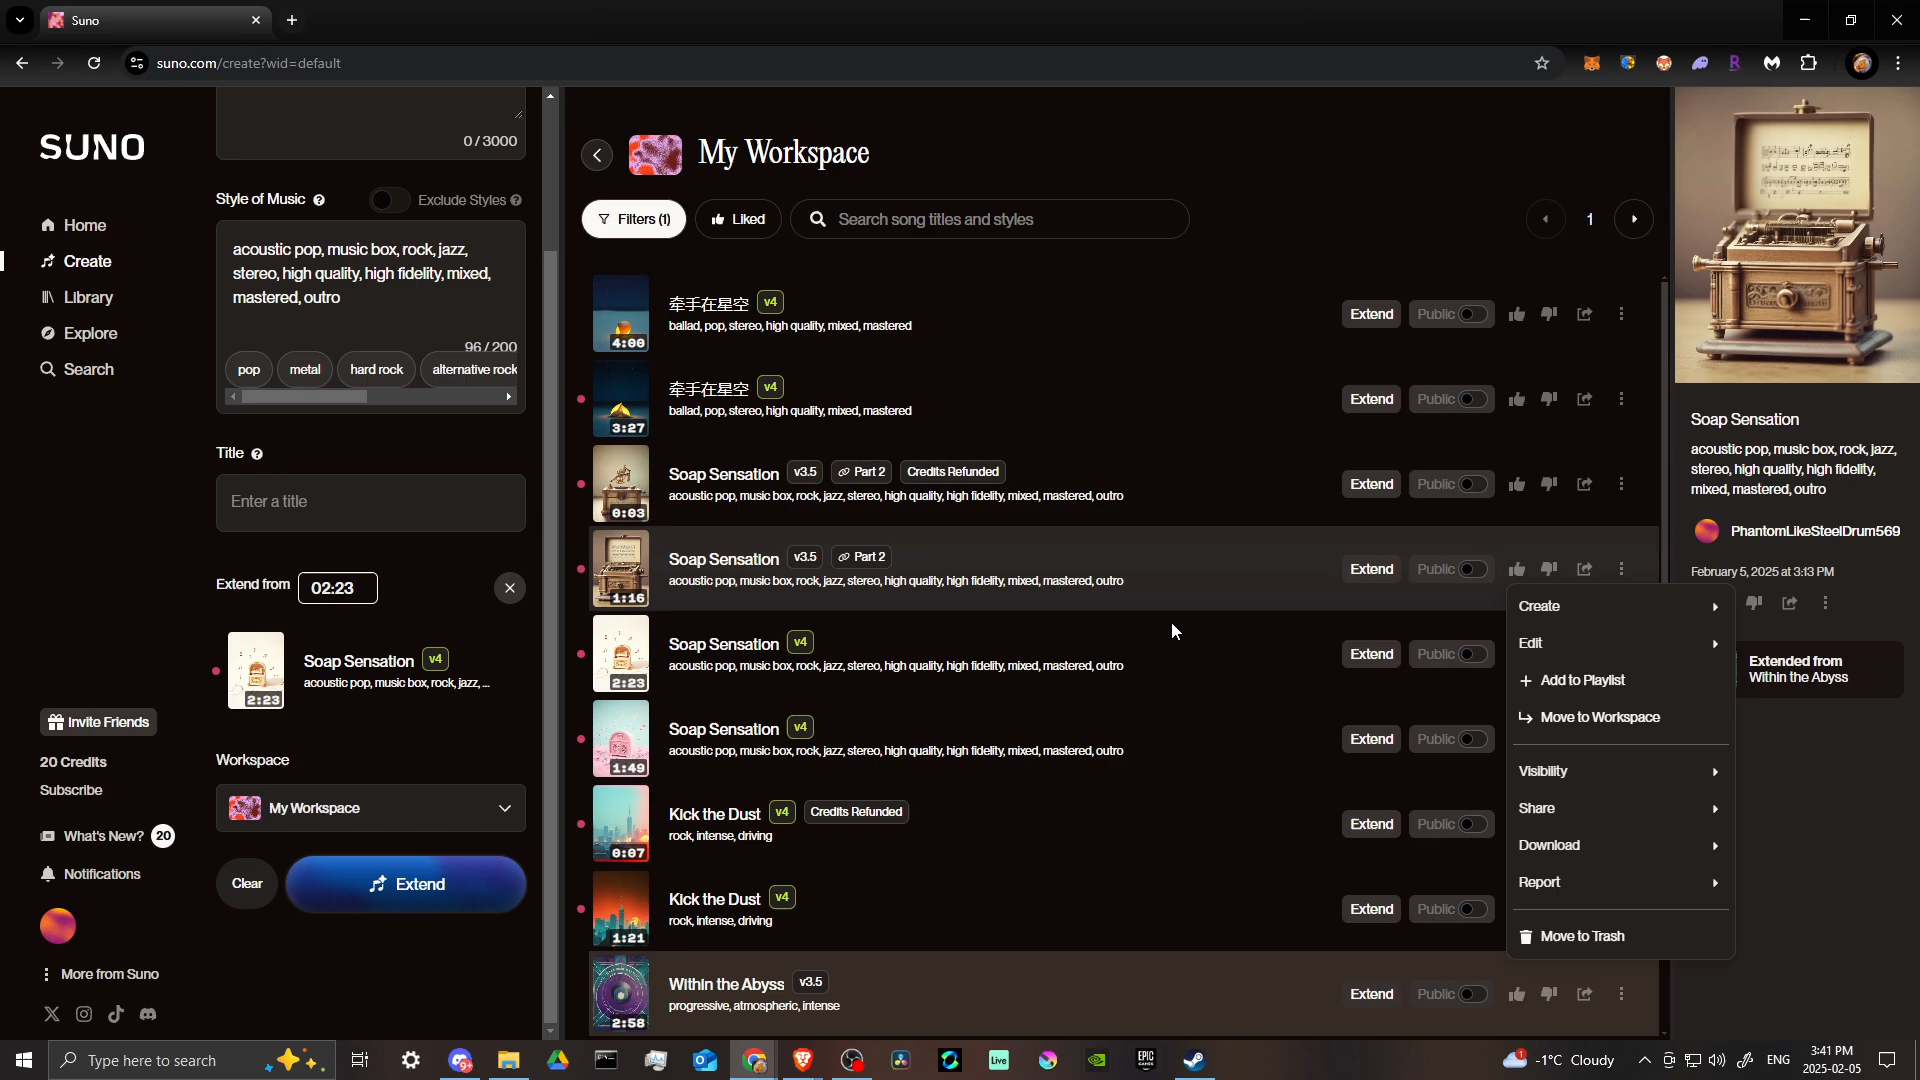 Suno
suno.com/create?wid=default
SUNO
Home
Create
Library
Explore
Search
Invite Friends
20 Credits
Subscribe
What's New? 20
Notifications
More from Suno
0 / 3000
Style of Music
Exclude Styles
acoustic pop, music box, rock, jazz,
stereo, high quality, high fidelity, mixed,
mastered, outro
96 / 200
pop metal hard rock alternative rock
Title
Enter a title
Extend from 02:23
Soap Sensation v4
acoustic pop, music box, rock, jazz, ...
2:23
Workspace
My Workspace
Clear
Extend
My Workspace
Filters (1)
Liked
Search song titles and styles
1
牵手在星空 v4
ballad, pop, stereo, high quality, mixed, mastered
4:00
Extend Public
牵手在星空 v4
ballad, pop, stereo, high quality, mixed, mastered
3:27
Extend Public
Soap Sensation v3.5 Part 2 Credits Refunded
acoustic pop, music box, rock, jazz, stereo, high quality, high fidelity, mixed, mastered, outro
0:03
Extend Public
Soap Sensation v3.5 Part 2
acoustic pop, music box, rock, jazz, stereo, high quality, high fidelity, mixed, mastered, outro
1:16
Extend Public
Soap Sensation v4
acoustic pop, music box, rock, jazz, stereo, high quality, high fidelity, mixed, mastered, outro
2:23
Extend Public
Soap Sensation v4
acoustic pop, music box, rock, jazz, stereo, high quality, high fidelity, mixed, mastered, outro
1:49
Extend Public
Kick the Dust v4 Credits Refunded
rock, intense, driving
0:07
Extend Public
Kick the Dust v4
rock, intense, driving
1:21
Extend Public
Within the Abyss v3.5
progressive, atmospheric, intense
2:58
Extend Public
Create
Edit
Add to Playlist
Move to Workspace
Visibility
Share
Download
Report
Move to Trash
Soap Sensation
acoustic pop, music box, rock, jazz,
stereo, high quality, high fidelity,
mixed, mastered, outro
PhantomLikeSteelDrum569
February 5, 2025 at 3:13 PM
Extended from
Within the Abyss
Type here to search
Live
EPIC
GAMES
-1°C Cloudy
ENG
3:41 PM
2025-02-05